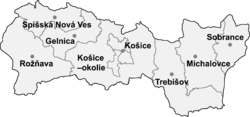 Spišská Nová Ves
Gelnica
Košice
Sobrance
Rožňava
Košice
–okolie
Michalovce
Trebišov